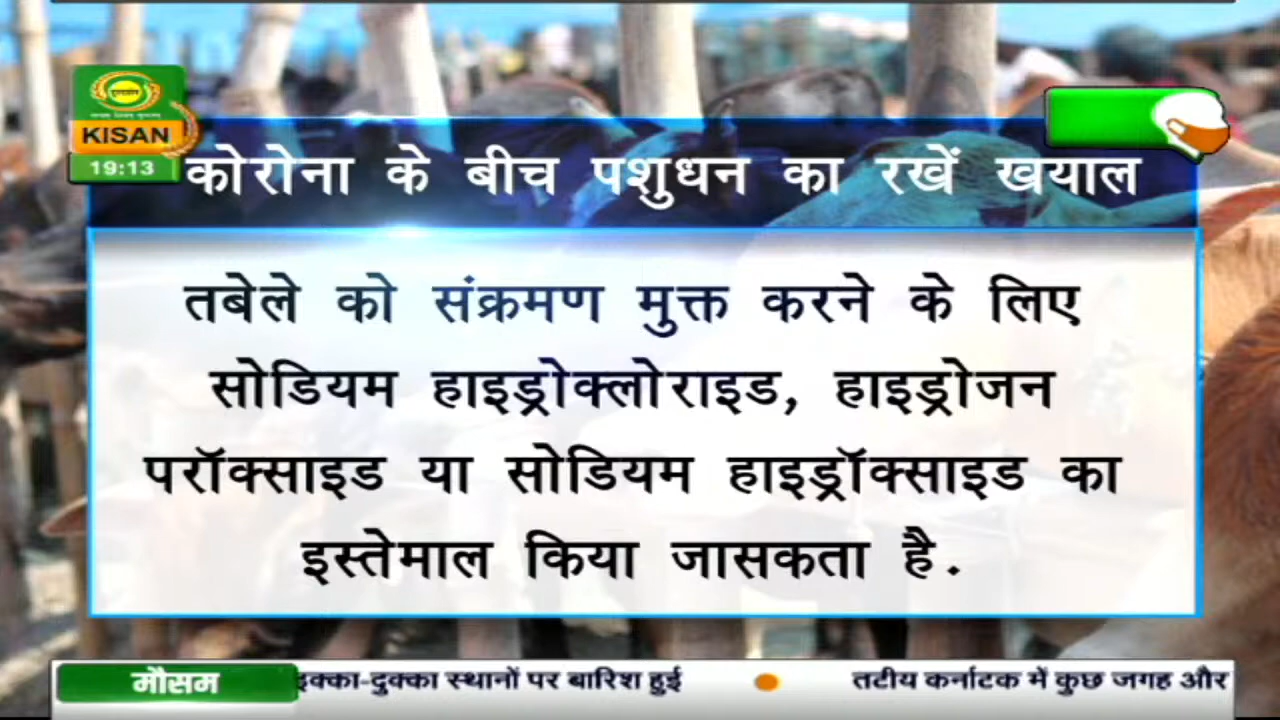 KISAN
19:13
कोरोना के बीच पशुधन का रखें खयाल
तबेले को संक्रमण मुक्त करने के लिए
सोडियम हाइड्रोक्लोराइड, हाइड्रोजन
परॉक्साइड या सोडियम हाइड्रॉक्साइड का
इस्तेमाल किया जासकता है.
मौसम
इक्का-दुक्का स्थानों पर बारिश हुई
तटीय कर्नाटक में कुछ जगह और